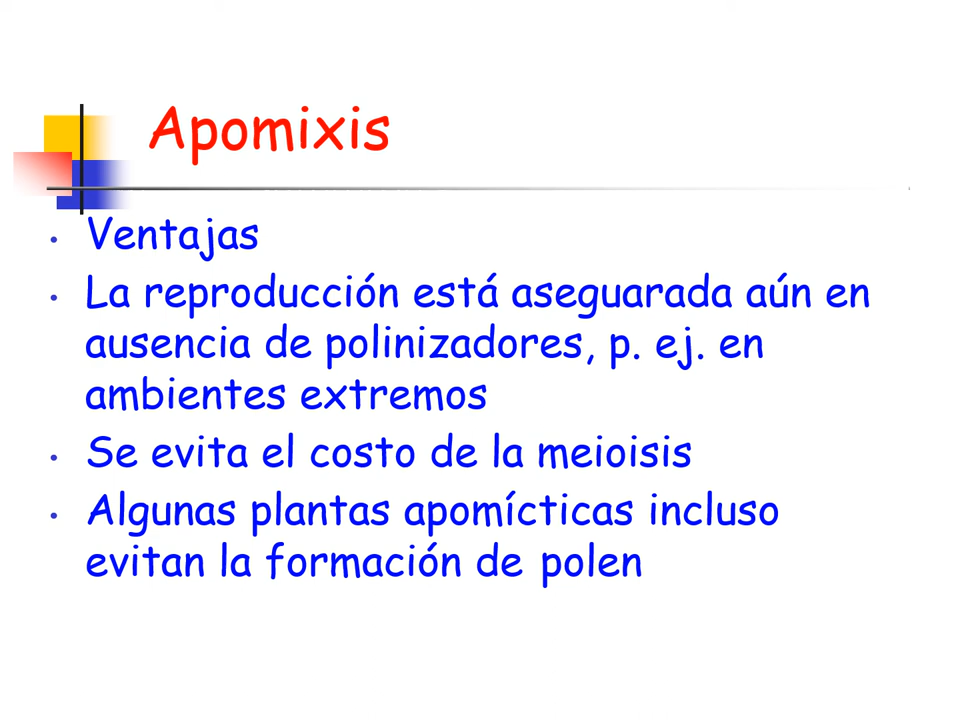 Apomixis
• Ventajas
• La reproducción está aseguarada aún en
ausencia de polinizadores, p. ej. en
ambientes extremos
• Se evita el costo de la meioisis
• Algunas plantas apomícticas incluso
evitan la formación de polen